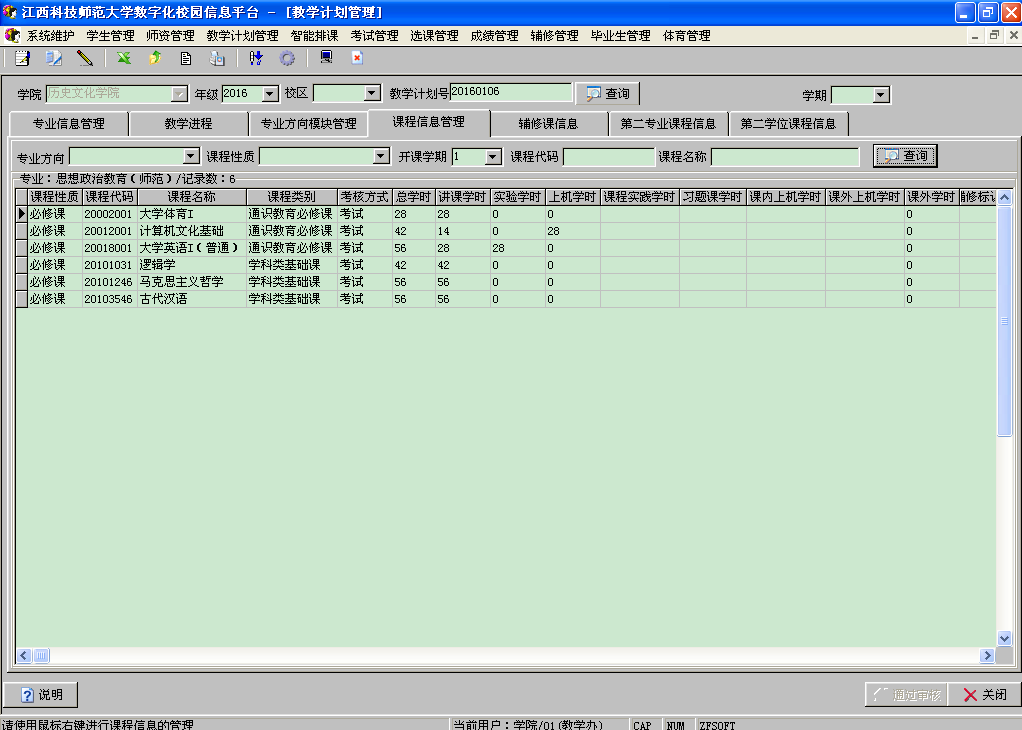 江西科技师范大学数字化校园信息平台 - [教学计划管理]
系统维护 学生管理 师资管理 教学计划管理 智能排课 考试管理 选课管理 成绩管理 辅修管理 毕业生管理 体育管理
学院 历史文化学院 年级 2016 校区 教学计划号 20160106 查询 学期
专业信息管理 教学进程 专业方向模块管理 课程信息管理 辅修课信息 第二专业课程信息 第二学位课程信息
专业方向 课程性质 开课学期 1 课程代码 课程名称 查询
专业：思想政治教育（师范）/记录数：6
课程性质 课程代码 课程名称 课程类别 考核方式 总学时 讲课学时 实验学时 上机学时 课程实践学时 习题课学时 课内上机学时 课外上机学时 课外学时 辅修标记
必修课 20002001 大学体育I 通识教育必修课 考试 28 28 0 0 0
必修课 20012001 计算机文化基础 通识教育必修课 考试 42 14 0 28 0
必修课 20018001 大学英语I（普通） 通识教育必修课 考试 56 28 28 0 0
必修课 20101031 逻辑学 学科类基础课 考试 42 42 0 0 0
必修课 20101246 马克思主义哲学 学科类基础课 考试 56 56 0 0 0
必修课 20103546 古代汉语 学科类基础课 考试 56 56 0 0 0
说明 通过审核 关闭
请使用鼠标右键进行课程信息的管理 当前用户：学院/01(教学办) CAP NUM ZFSOFT